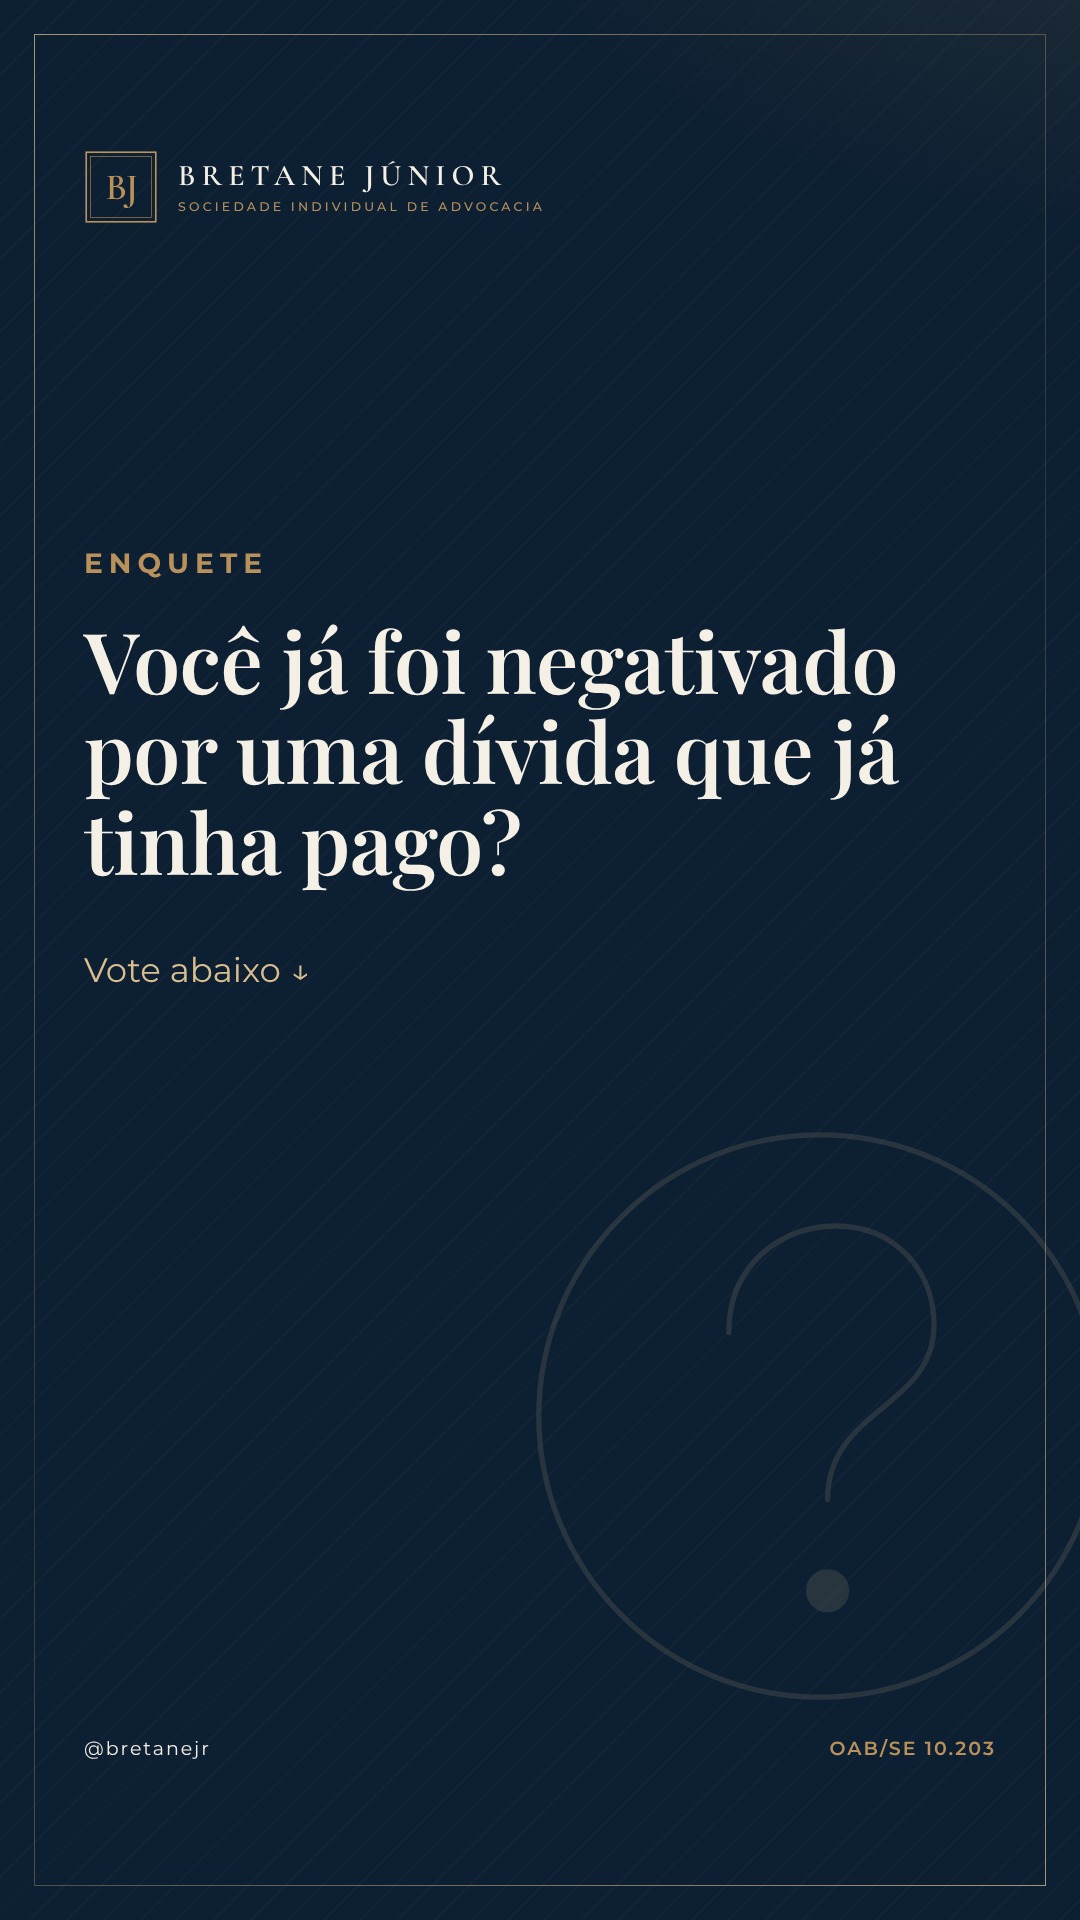 BJ
BRETANE JÚNIOR
SOCIEDADE INDIVIDUAL DE ADVOCACIA
ENQUETE
Você já foi negativado
por uma dívida que já
tinha pago?
Vote abaixo ↓
?
@bretanejr
OAB/SE 10.203